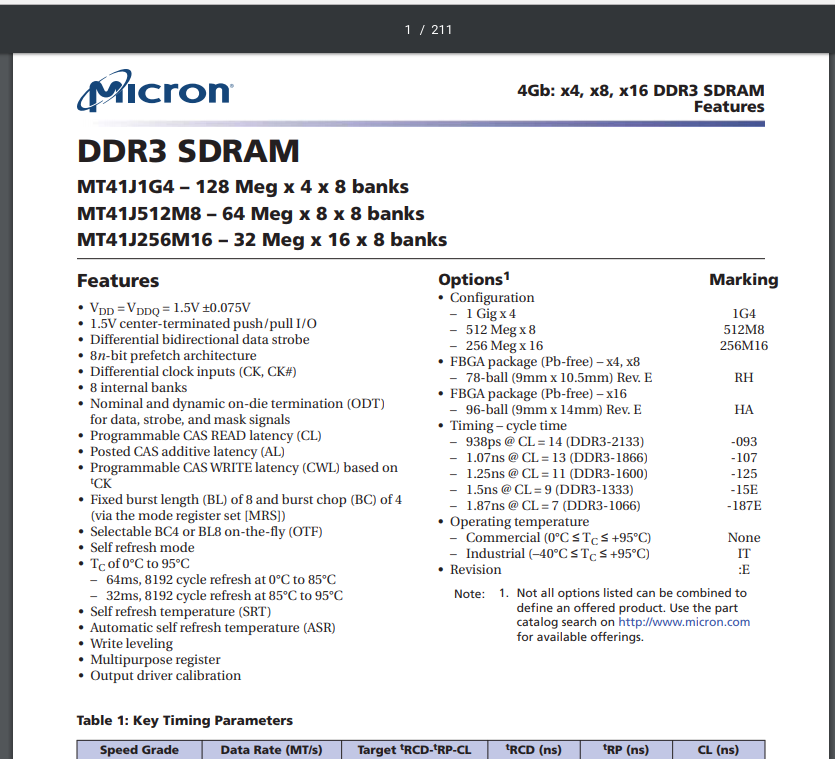 1 / 211
Micron®
4Gb: x4, x8, x16 DDR3 SDRAM
Features
DDR3 SDRAM
MT41J1G4 – 128 Meg x 4 x 8 banks
MT41J512M8 – 64 Meg x 8 x 8 banks
MT41J256M16 – 32 Meg x 16 x 8 banks
Features
• VDD = VDDQ = 1.5V ±0.075V
• 1.5V center-terminated push/pull I/O
• Differential bidirectional data strobe
• 8n-bit prefetch architecture
• Differential clock inputs (CK, CK#)
• 8 internal banks
• Nominal and dynamic on-die termination (ODT)
for data, strobe, and mask signals
• Programmable CAS READ latency (CL)
• Posted CAS additive latency (AL)
• Programmable CAS WRITE latency (CWL) based on
tCK
• Fixed burst length (BL) of 8 and burst chop (BC) of 4
(via the mode register set [MRS])
• Selectable BC4 or BL8 on-the-fly (OTF)
• Self refresh mode
• TC of 0°C to 95°C
– 64ms, 8192 cycle refresh at 0°C to 85°C
– 32ms, 8192 cycle refresh at 85°C to 95°C
• Self refresh temperature (SRT)
• Automatic self refresh temperature (ASR)
• Write leveling
• Multipurpose register
• Output driver calibration
Options1 Marking
• Configuration
– 1 Gig x 4 1G4
– 512 Meg x 8 512M8
– 256 Meg x 16 256M16
• FBGA package (Pb-free) – x4, x8
– 78-ball (9mm x 10.5mm) Rev. E RH
• FBGA package (Pb-free) – x16
– 96-ball (9mm x 14mm) Rev. E HA
• Timing – cycle time
– 938ps @ CL = 14 (DDR3-2133) -093
– 1.07ns @ CL = 13 (DDR3-1866) -107
– 1.25ns @ CL = 11 (DDR3-1600) -125
– 1.5ns @ CL = 9 (DDR3-1333) -15E
– 1.87ns @ CL = 7 (DDR3-1066) -187E
• Operating temperature
– Commercial (0°C ≤ TC ≤ +95°C) None
– Industrial (–40°C ≤ TC ≤ +95°C) IT
• Revision :E
Note: 1. Not all options listed can be combined to
define an offered product. Use the part
catalog search on http://www.micron.com
for available offerings.
Table 1: Key Timing Parameters
Speed Grade Data Rate (MT/s) Target tRCD-tRP-CL tRCD (ns) tRP (ns) CL (ns)